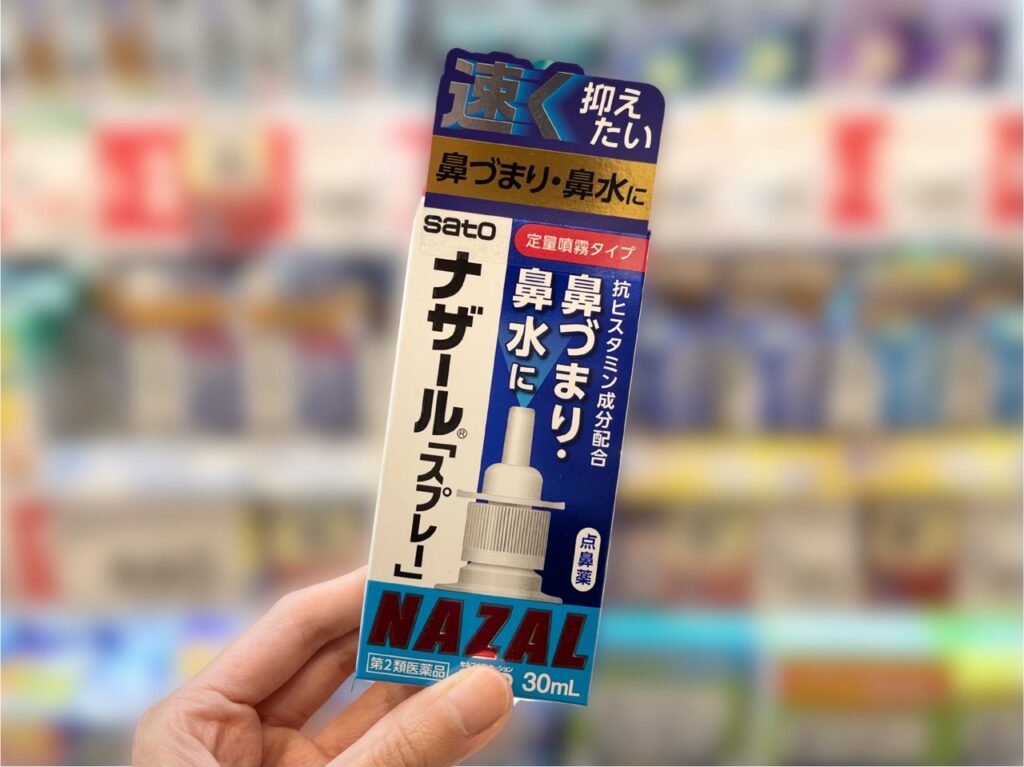 速く抑え
たい
鼻づまり・鼻水に
sato
定量噴霧タイプ
抗ヒスタミン成分配合
鼻づまり・
鼻水に
ナザール®「スプレー」
点鼻薬
NAZAL
第2類医薬品
30mL